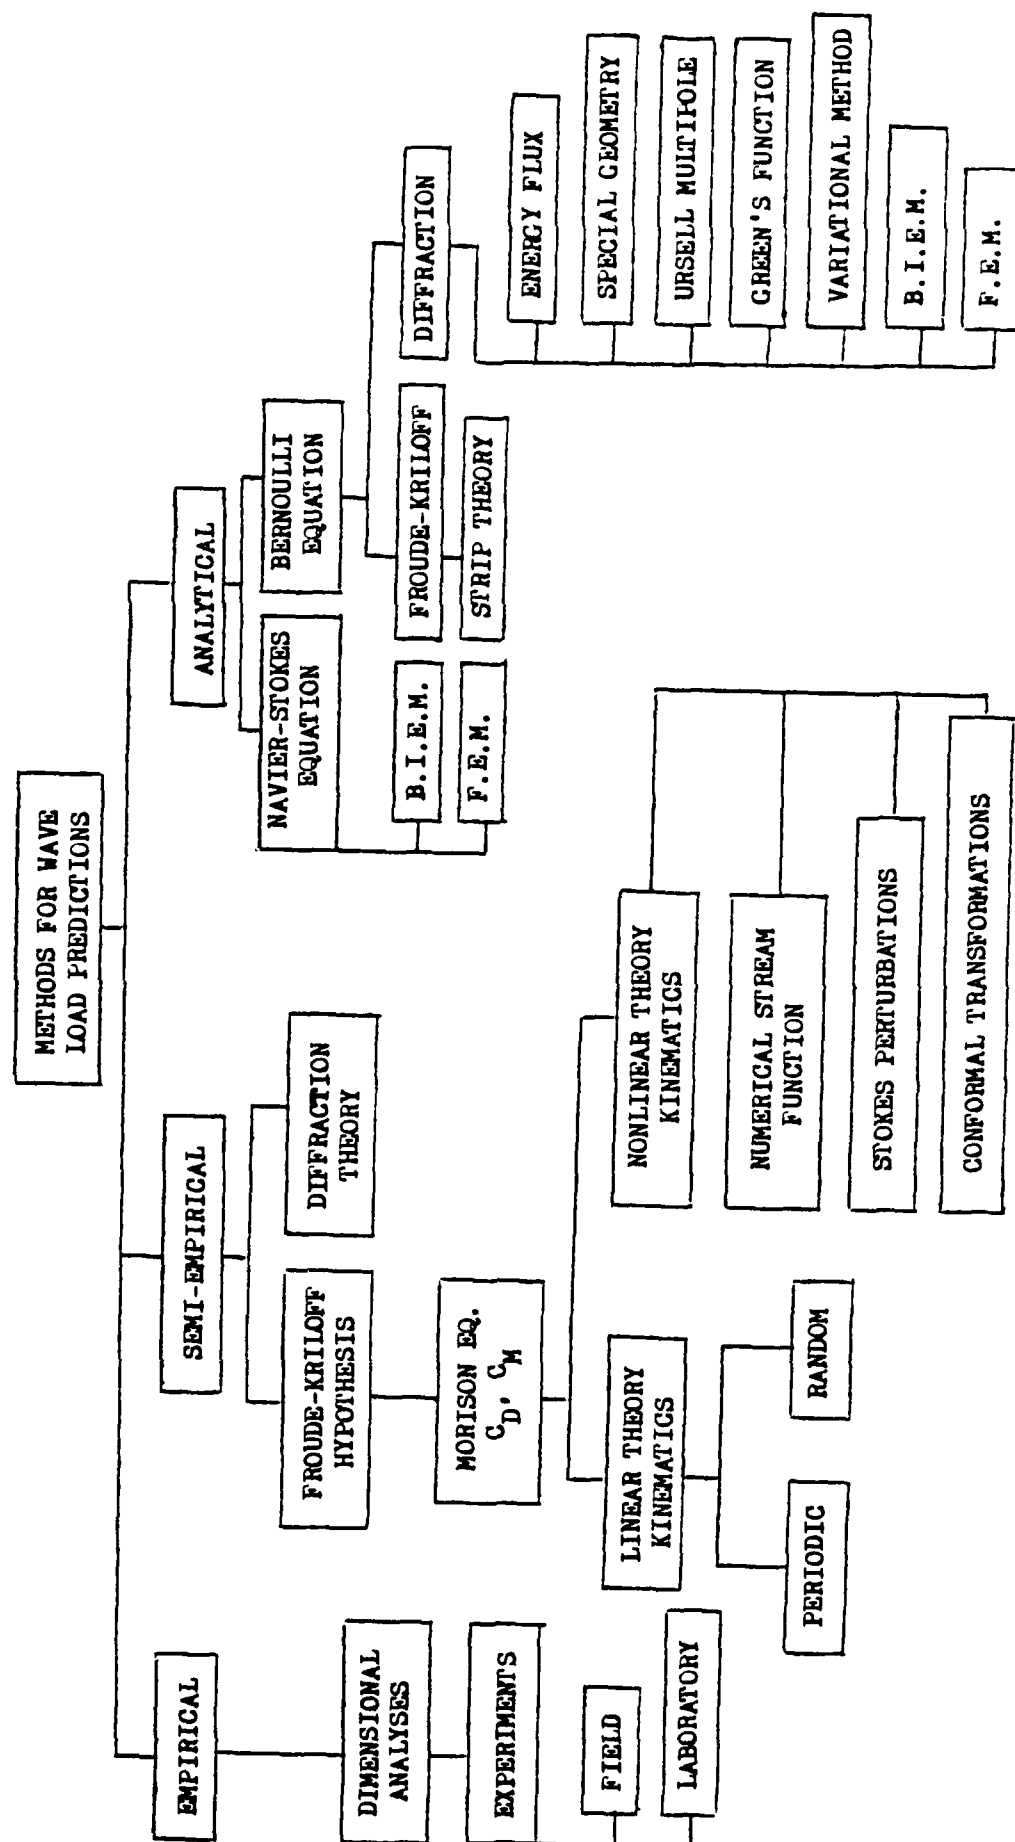 METHODS FOR WAVE
LOAD PREDICTIONS
EMPIRICAL
DIMENSIONAL
ANALYSES
EXPERIMENTS
FIELD
LABORATORY
SEMI-EMPIRICAL
FROUDE-KRILOFF
HYPOTHESIS
DIFFRACTION
THEORY
MORISON EQ.
C_D, C_M
LINEAR THEORY
KINEMATICS
PERIODIC
RANDOM
NONLINEAR THEORY
KINEMATICS
NUMERICAL STREAM
FUNCTION
STOKES PERTURBATIONS
CONFORMAL TRANSFORMATIONS
ANALYTICAL
NAVIER-STOKES
EQUATION
B.I.E.M.
F.E.M.
BERNOULLI
EQUATION
FROUDE-KRILOFF
STRIP THEORY
DIFFRACTION
ENERGY FLUX
SPECIAL GEOMETRY
URSELL MULTIPOLE
GREEN'S FUNCTION
VARIATIONAL METHOD
B.I.E.M.
F.E.M.